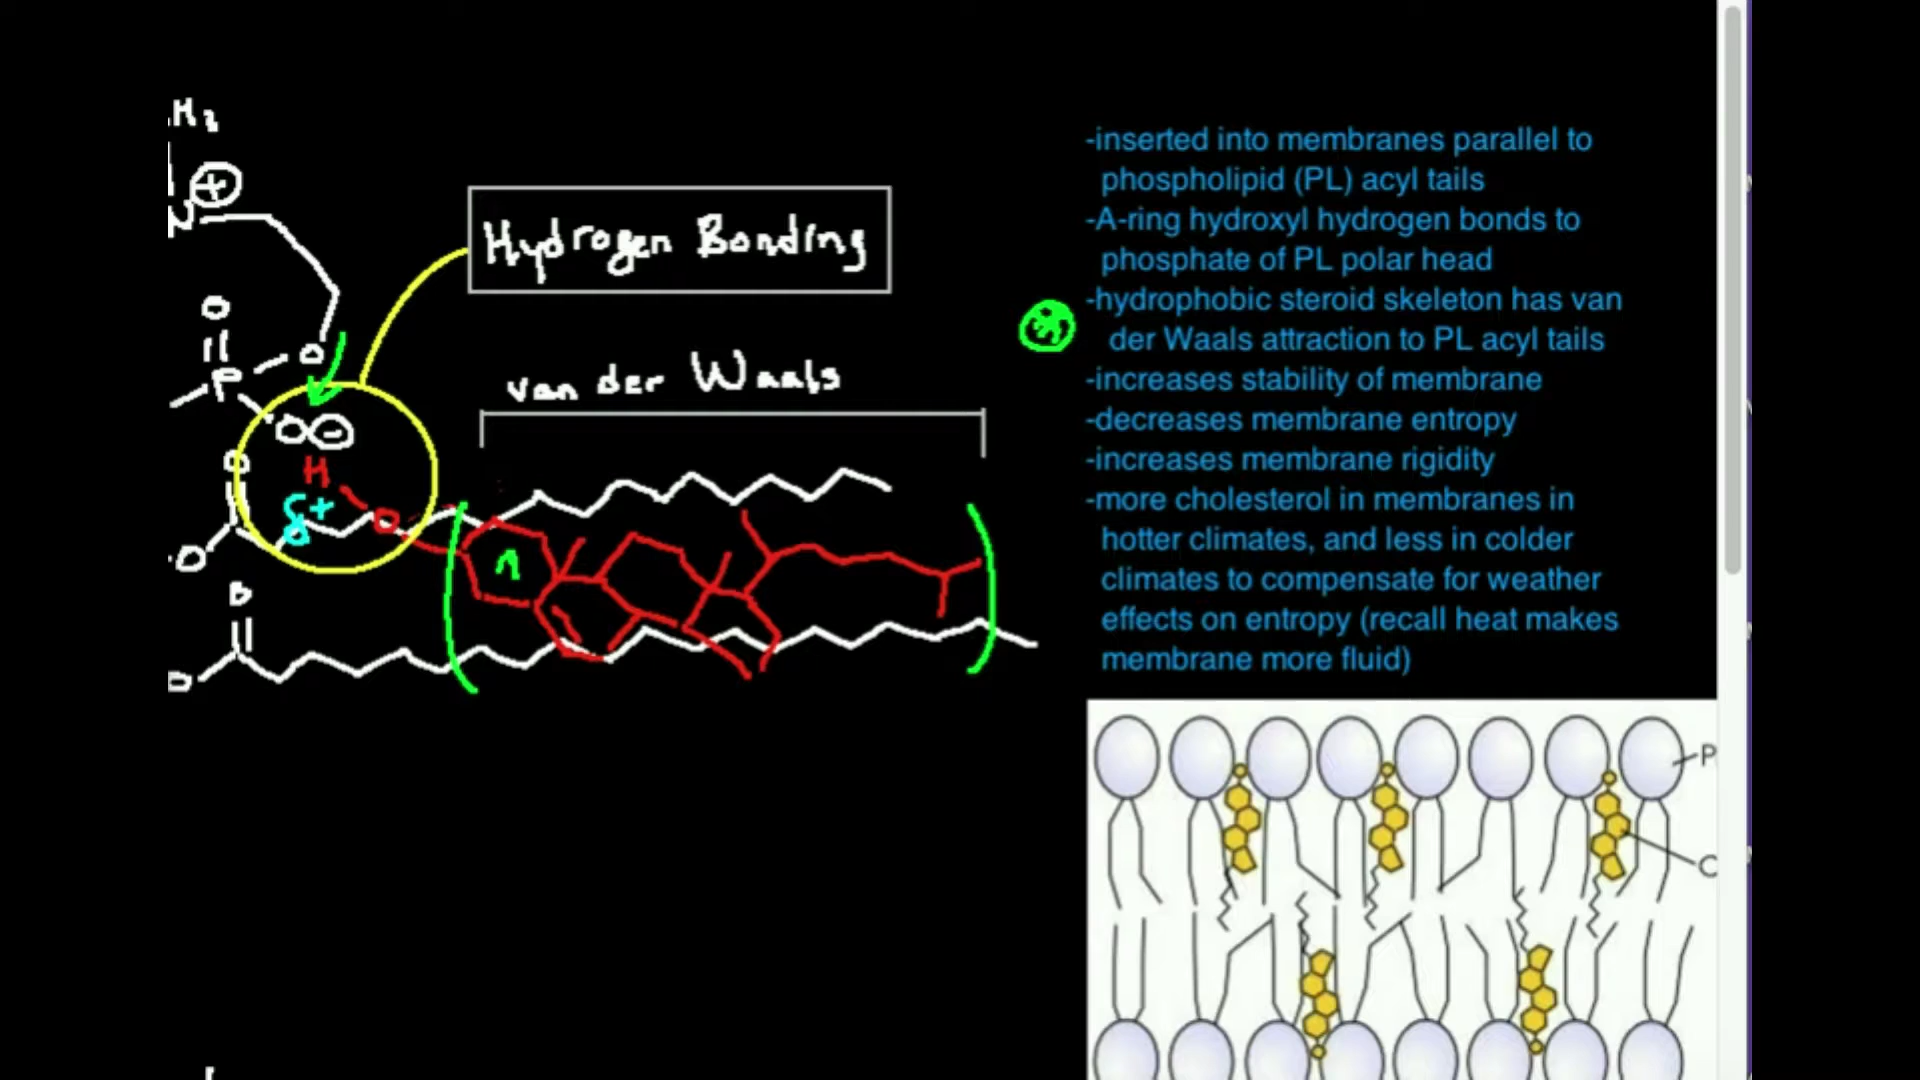 H₂
⊕
N
Hydrogen Bonding
O
P
O
O⊖
van der Waals
O
H
δ+
O
O
A
O
O
-inserted into membranes parallel to
phospholipid (PL) acyl tails
-A-ring hydroxyl hydrogen bonds to
phosphate of PL polar head
-hydrophobic steroid skeleton has van
der Waals attraction to PL acyl tails
-increases stability of membrane
-decreases membrane entropy
-increases membrane rigidity
-more cholesterol in membranes in
hotter climates, and less in colder
climates to compensate for weather
effects on entropy (recall heat makes
membrane more fluid)
P
C